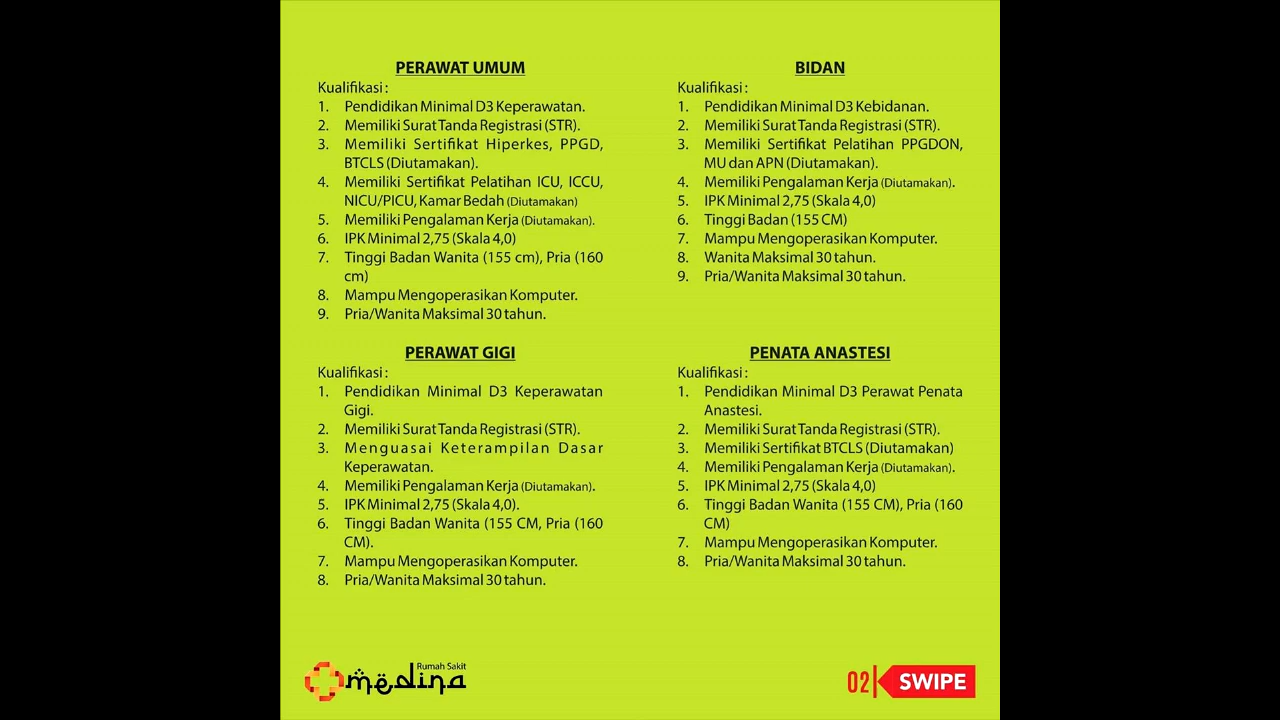 PERAWAT UMUM
Kualifikasi :
1. Pendidikan Minimal D3 Keperawatan.
2. Memiliki Surat Tanda Registrasi (STR).
3. Memiliki Sertifikat Hiperkes, PPGD,
BTCLS (Diutamakan).
4. Memiliki Sertifikat Pelatihan ICU, ICCU,
NICU/PICU, Kamar Bedah (Diutamakan)
5. Memiliki Pengalaman Kerja (Diutamakan).
6. IPK Minimal 2,75 (Skala 4,0)
7. Tinggi Badan Wanita (155 cm), Pria (160
cm)
8. Mampu Mengoperasikan Komputer.
9. Pria/Wanita Maksimal 30 tahun.
BIDAN
Kualifikasi :
1. Pendidikan Minimal D3 Kebidanan.
2. Memiliki Surat Tanda Registrasi (STR).
3. Memiliki Sertifikat Pelatihan PPGDON,
MU dan APN (Diutamakan).
4. Memiliki Pengalaman Kerja (Diutamakan).
5. IPK Minimal 2,75 (Skala 4,0)
6. Tinggi Badan (155 CM)
7. Mampu Mengoperasikan Komputer.
8. Wanita Maksimal 30 tahun.
9. Pria/Wanita Maksimal 30 tahun.
PERAWAT GIGI
Kualifikasi :
1. Pendidikan Minimal D3 Keperawatan
Gigi.
2. Memiliki Surat Tanda Registrasi (STR).
3. Menguasai Keterampilan Dasar
Keperawatan.
4. Memiliki Pengalaman Kerja (Diutamakan).
5. IPK Minimal 2,75 (Skala 4,0).
6. Tinggi Badan Wanita (155 CM, Pria (160
CM).
7. Mampu Mengoperasikan Komputer.
8. Pria/Wanita Maksimal 30 tahun.
PENATA ANASTESI
Kualifikasi :
1. Pendidikan Minimal D3 Perawat Penata
Anastesi.
2. Memiliki Surat Tanda Registrasi (STR).
3. Memiliki Sertifikat BTCLS (Diutamakan)
4. Memiliki Pengalaman Kerja (Diutamakan).
5. IPK Minimal 2,75 (Skala 4,0)
6. Tinggi Badan Wanita (155 CM), Pria (160
CM)
7. Mampu Mengoperasikan Komputer.
8. Pria/Wanita Maksimal 30 tahun.
Rumah Sakit
medina
02 SWIPE